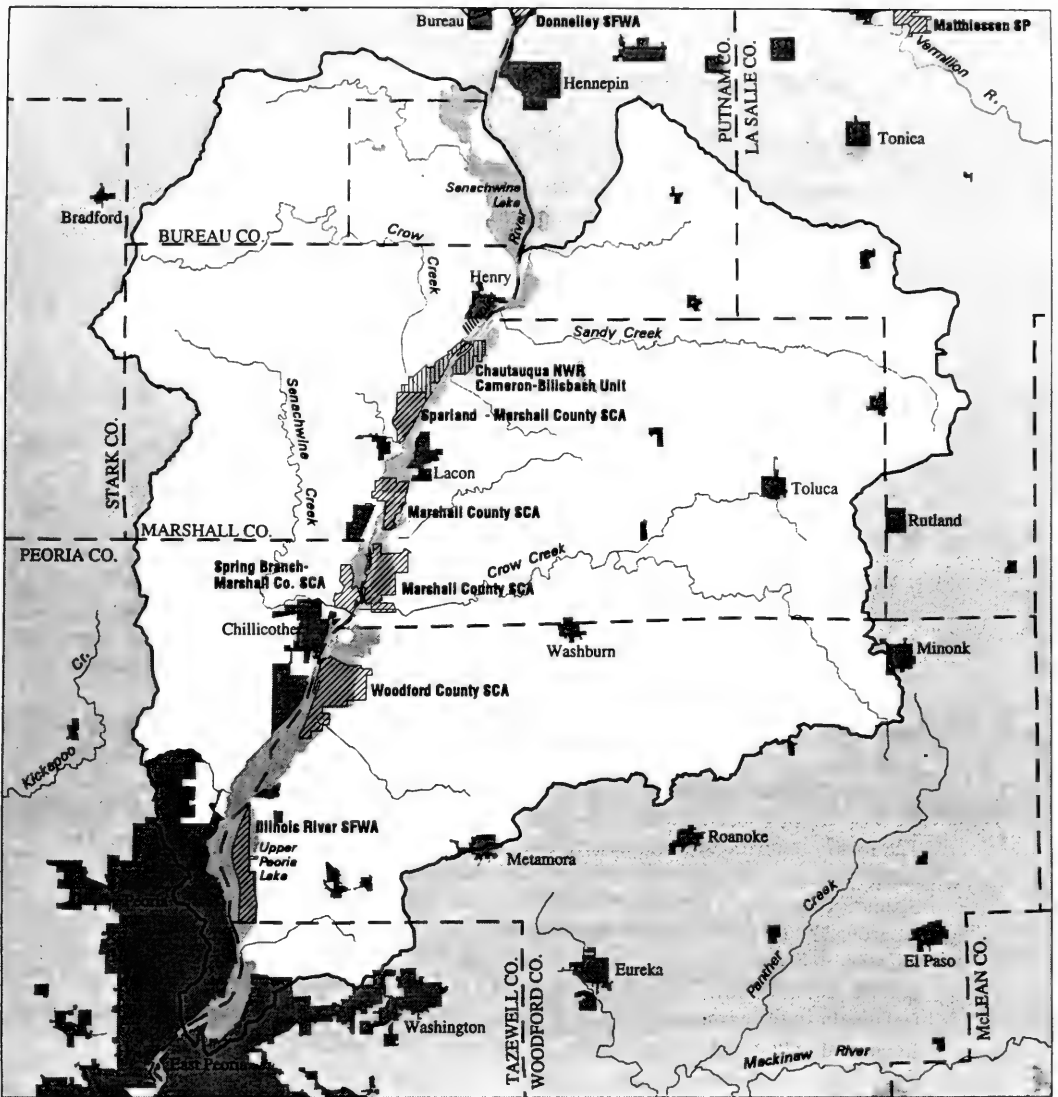 Bureau
Donnelley SFWA
Matthiessen SP
Vermilion
R.
Hennepin
PUTNAM CO.
LA SALLE CO.
Tonica
Bradford
Senachwine
Lake
River
BUREAU CO.
Crow
Creek
Henry
Sandy Creek
Chautauqua NWR
Cameron-Billsbach Unit
Senachwine
Creek
Sparland - Marshall County SCA
STARK CO.
Lacon
Toluca
Marshall County SCA
Rutland
MARSHALL CO.
PEORIA CO.
Crow Creek
Spring Branch-
Marshall Co. SCA
Marshall County SCA
Chillicothe
Washburn
Minonk
Cr.
Kickapoo
Woodford County SCA
Illinois River SFWA
Upper
Peoria
Lake
Metamora
Roanoke
Peoria
Creek
Panther
El Paso
Eureka
TAZEWELL CO.
WOODFORD CO.
McLEAN CO.
Washington
Mackinaw River
East Peoria